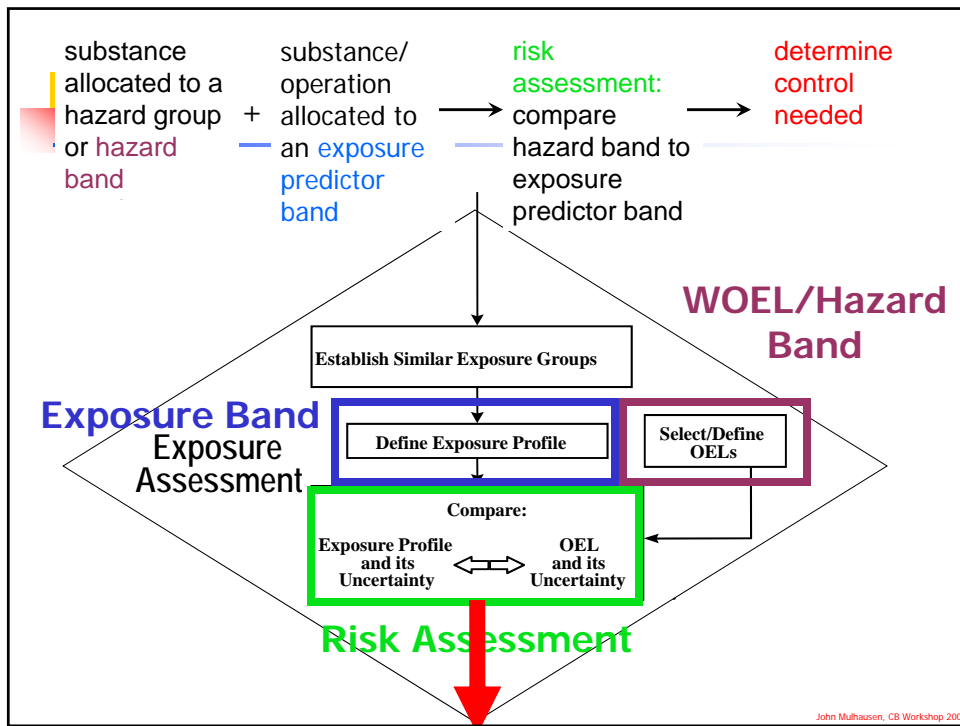 substance
allocated to a
hazard group
or hazard
band
+
substance/
operation
allocated to
an exposure
predictor
band
risk
assessment:
compare
hazard band to
exposure
predictor band
determine
control
needed
WOEL/Hazard
Band
Establish Similar Exposure Groups
Exposure Band
Exposure
Assessment
Define Exposure Profile
Select/Define
OELs
Compare:
Exposure Profile
and its
Uncertainty
OEL
and its
Uncertainty
Risk Assessment
John Mulhausen, CB Workshop 200